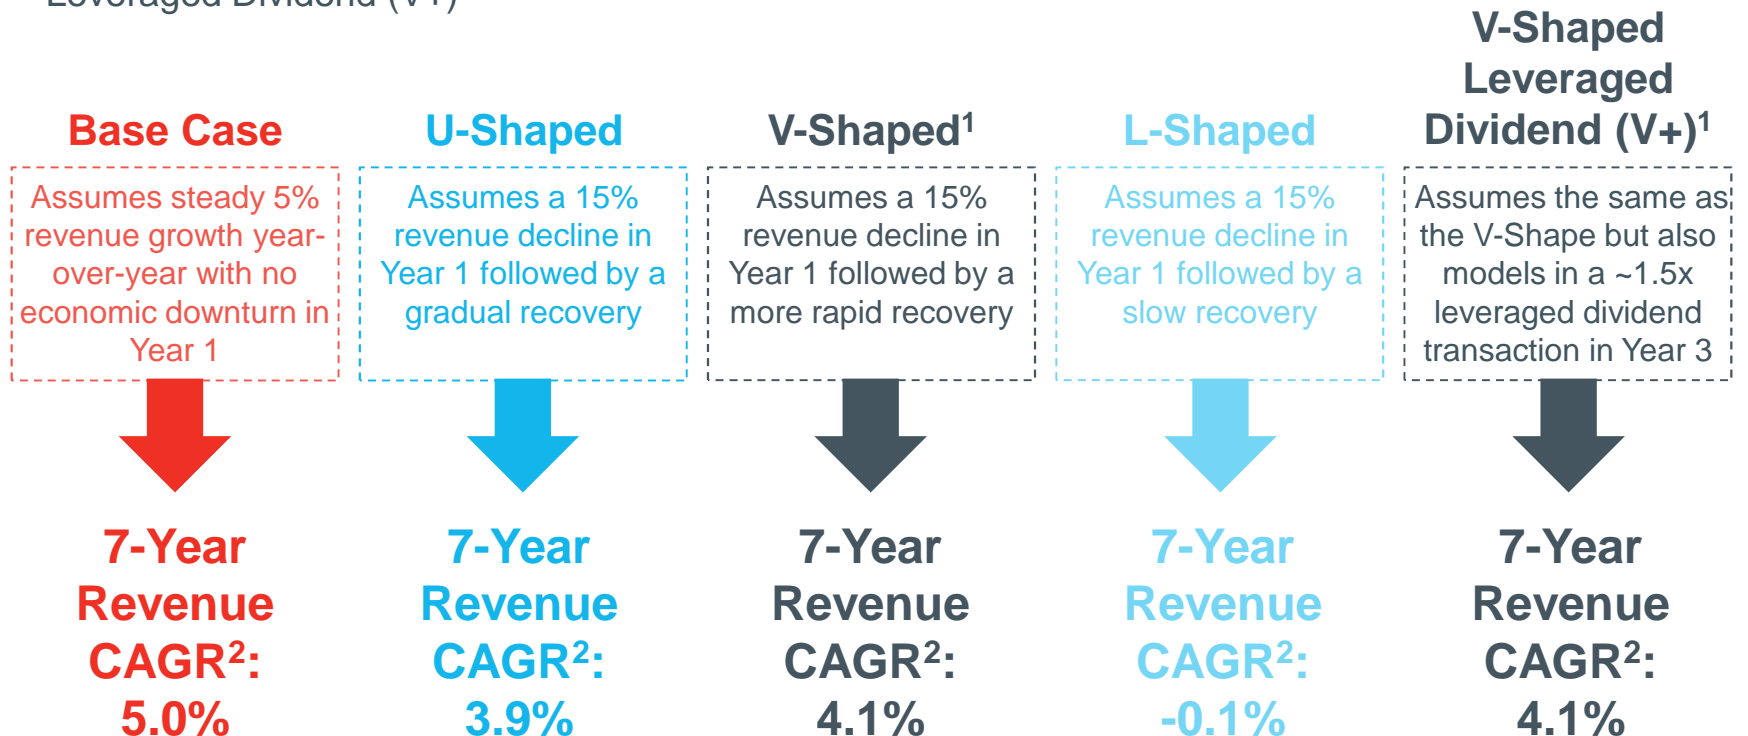 Leveraged Dividend (V+)
Base Case
Assumes steady 5%
revenue growth year-
over-year with no
economic downturn in
Year 1
7-Year
Revenue
CAGR²:
5.0%
U-Shaped
Assumes a 15%
revenue decline in
Year 1 followed by a
gradual recovery
7-Year
Revenue
CAGR²:
3.9%
V-Shaped¹
Assumes a 15%
revenue decline in
Year 1 followed by a
more rapid recovery
7-Year
Revenue
CAGR²:
4.1%
L-Shaped
Assumes a 15%
revenue decline in
Year 1 followed by a
slow recovery
7-Year
Revenue
CAGR²:
-0.1%
V-Shaped
Leveraged
Dividend (V+)¹
Assumes the same as
the V-Shape but also
models in a ~1.5x
leveraged dividend
transaction in Year 3
7-Year
Revenue
CAGR²:
4.1%